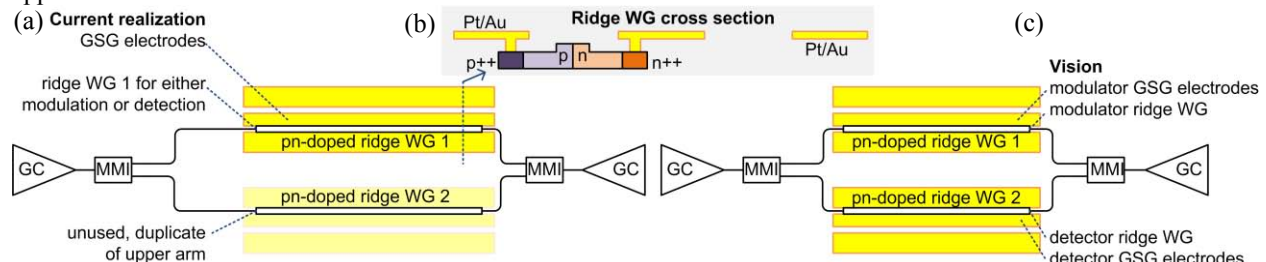 (a)
Current realization
GSG electrodes
ridge WG 1 for either
modulation or detection
GC
MMI
pn-doped ridge WG 1
pn-doped ridge WG 2
MMI
GC
unused, duplicate
of upper arm
(b)
Ridge WG cross section
Pt/Au
p++
p
n
n++
Pt/Au
(c)
Vision
modulator GSG electrodes
modulator ridge WG
GC
MMI
pn-doped ridge WG 1
pn-doped ridge WG 2
MMI
GC
detector ridge WG
detector GSG electrodes